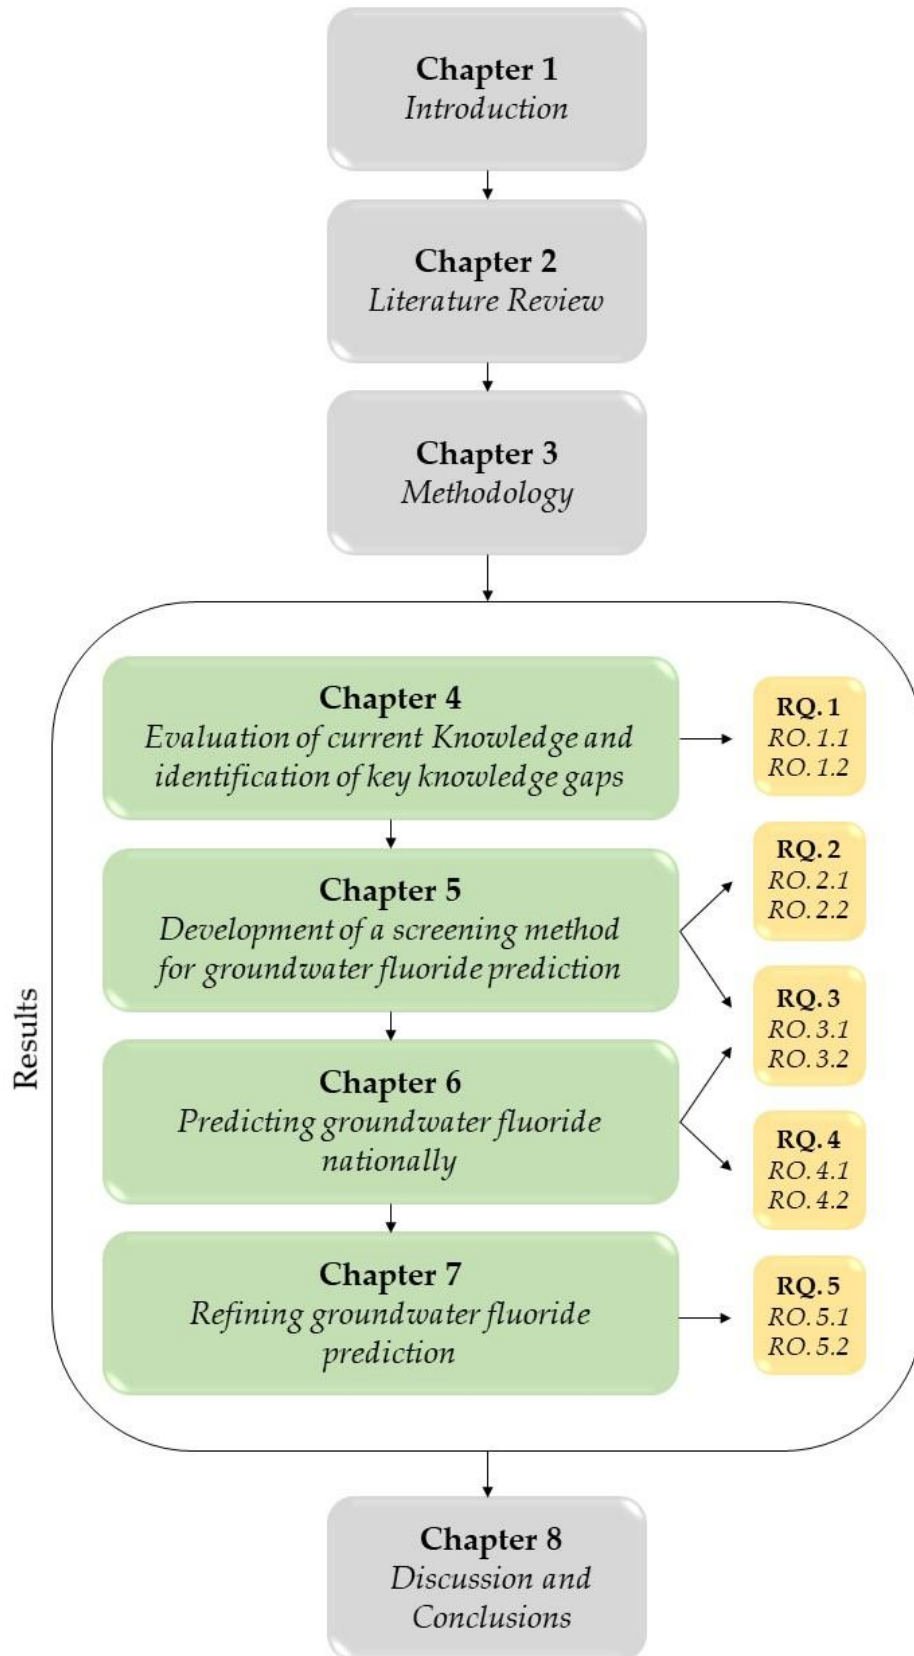 Chapter 1
Introduction
Chapter 2
Literature Review
Chapter 3
Methodology
Results
Chapter 4
Evaluation of current Knowledge and
identification of key knowledge gaps
RQ. 1
RO. 1.1
RO. 1.2
Chapter 5
Development of a screening method
for groundwater fluoride prediction
RQ. 2
RO. 2.1
RO. 2.2
RQ. 3
RO. 3.1
RO. 3.2
Chapter 6
Predicting groundwater fluoride
nationally
RQ. 4
RO. 4.1
RO. 4.2
Chapter 7
Refining groundwater fluoride
prediction
RQ. 5
RO. 5.1
RO. 5.2
Chapter 8
Discussion and
Conclusions